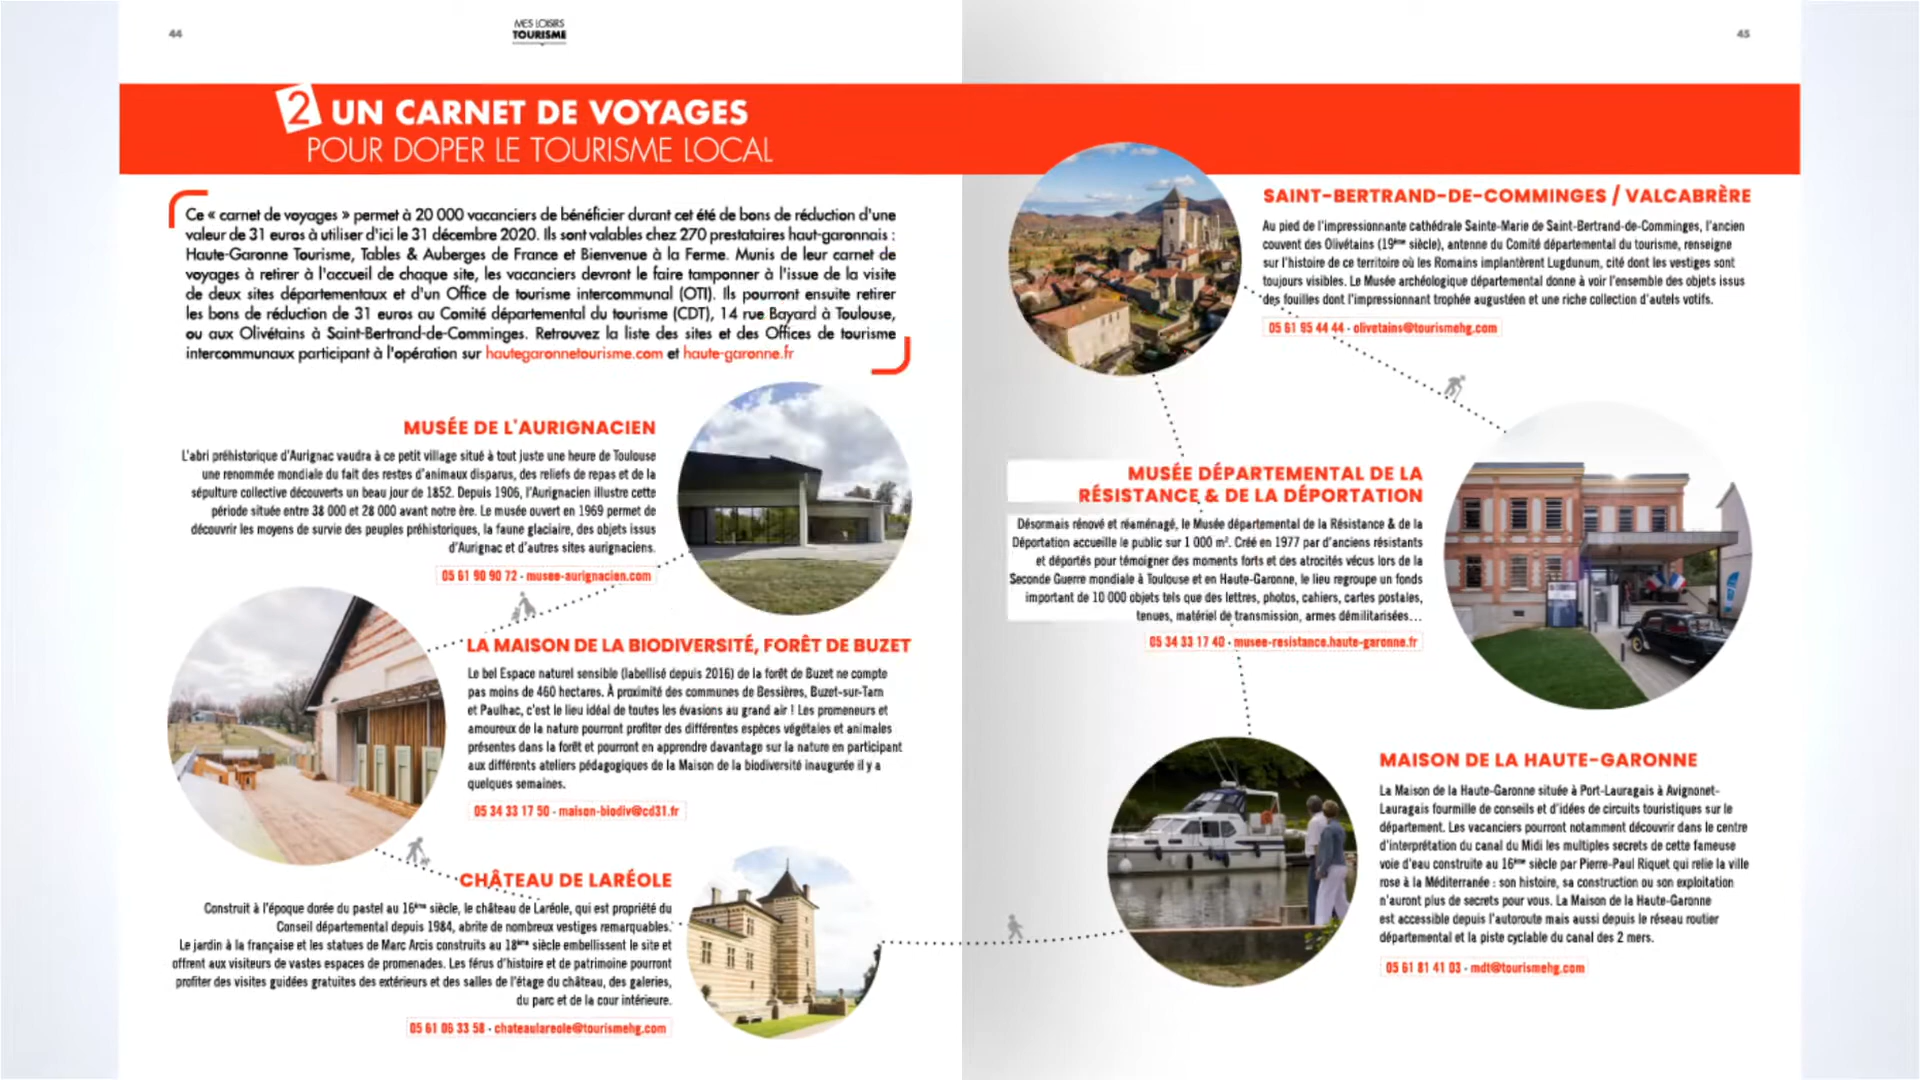 44
MES LOISIRS
TOURISME
45
2 UN CARNET DE VOYAGES
POUR DOPER LE TOURISME LOCAL
Ce « carnet de voyages » permet à 20 000 vacanciers de bénéficier durant cet été de bons de réduction d'une
valeur de 31 euros à utiliser d'ici le 31 décembre 2020. Ils sont valables chez 270 prestataires haut-garonnais :
Haute-Garonne Tourisme, Tables & Auberges de France et Bienvenue à la Ferme. Munis de leur carnet de
voyages à retirer à l'accueil de chaque site, les vacanciers devront le faire tamponner à l'issue de la visite
de deux sites départementaux et d'un Office de tourisme intercommunal (OTI). Ils pourront ensuite retirer
les bons de réduction de 31 euros au Comité départemental du tourisme (CDT), 14 rue Bayard à Toulouse,
ou aux Olivétains à Saint-Bertrand-de-Comminges. Retrouvez la liste des sites et des Offices de tourisme
intercommunaux participant à l'opération sur hautegaronnetourisme.com et haute-garonne.fr
MUSÉE DE L'AURIGNACIEN
L'abri préhistorique d'Aurignac vaudra à ce petit village situé à tout juste une heure de Toulouse
une renommée mondiale du fait des restes d'animaux disparus, des reliefs de repas et de la
sépulture collective découverts un beau jour de 1852. Depuis 1906, l'Aurignacien illustre cette
période située entre 38 000 et 28 000 avant notre ère. Le musée ouvert en 1969 permet de
découvrir les moyens de survie des peuples préhistoriques, la faune glaciaire, des objets issus
d'Aurignac et d'autres sites aurignaciens.
05 61 90 90 72 - musee-aurignacien.com
LA MAISON DE LA BIODIVERSITÉ, FORÊT DE BUZET
Le bel Espace naturel sensible (labellisé depuis 2016) de la forêt de Buzet ne compte
pas moins de 460 hectares. À proximité des communes de Bessières, Buzet-sur-Tarn
et Paulhac, c'est le lieu idéal de toutes les évasions au grand air ! Les promeneurs et
amoureux de la nature pourront profiter des différentes espèces végétales et animales
présentes dans la forêt et pourront en apprendre davantage sur la nature en participant
aux différents ateliers pédagogiques de la Maison de la biodiversité inaugurée il y a
quelques semaines.
05 34 33 17 50 - maison-biodiv@cd31.fr
CHÂTEAU DE LARÉOLE
Construit à l'époque dorée du pastel au 16ème siècle, le château de Laréole, qui est propriété du
Conseil départemental depuis 1984, abrite de nombreux vestiges remarquables.
Le jardin à la française et les statues de Marc Arcis construits au 18ème siècle embellissent le site et
offrent aux visiteurs de vastes espaces de promenades. Les férus d'histoire et de patrimoine pourront
profiter des visites guidées gratuites des extérieurs et des salles de l'étage du château, des galeries,
du parc et de la cour intérieure.
05 61 06 33 58 - chateaulareole@tourismehg.com
SAINT-BERTRAND-DE-COMMINGES / VALCABRÈRE
Au pied de l'impressionnante cathédrale Sainte-Marie de Saint-Bertrand-de-Comminges, l'ancien
couvent des Olivétains (19ème siècle), antenne du Comité départemental du tourisme, renseigne
sur l'histoire de ce territoire où les Romains implantèrent Lugdunum, cité dont les vestiges sont
toujours visibles. Le Musée archéologique départemental donne à voir l'ensemble des objets issus
des fouilles dont l'impressionnant trophée augustéen et une riche collection d'autels votifs.
05 61 95 44 44 - olivetains@tourismehg.com
MUSÉE DÉPARTEMENTAL DE LA
RÉSISTANCE & DE LA DÉPORTATION
Désormais rénové et réaménagé, le Musée départemental de la Résistance & de la
Déportation accueille le public sur 1 000 m². Créé en 1977 par d'anciens résistants
et déportés pour témoigner des moments forts et des atrocités vécus lors de la
Seconde Guerre mondiale à Toulouse et en Haute-Garonne, le lieu regroupe un fonds
important de 10 000 objets tels que des lettres, photos, cahiers, cartes postales,
tenues, matériel de transmission, armes démilitarisées...
05 34 33 17 40 - musee-resistance.haute-garonne.fr
MAISON DE LA HAUTE-GARONNE
La Maison de la Haute-Garonne située à Port-Lauragais à Avignonet-
Lauragais fourmille de conseils et d'idées de circuits touristiques sur le
département. Les vacanciers pourront notamment découvrir dans le centre
d'interprétation du canal du Midi les multiples secrets de cette fameuse
voie d'eau construite au 16ème siècle par Pierre-Paul Riquet qui relie la ville
rose à la Méditerranée : son histoire, sa construction ou son exploitation
n'auront plus de secrets pour vous. La Maison de la Haute-Garonne
est accessible depuis l'autoroute mais aussi depuis le réseau routier
départemental et la piste cyclable du canal des 2 mers.
05 61 81 41 03 - mdt@tourismehg.com